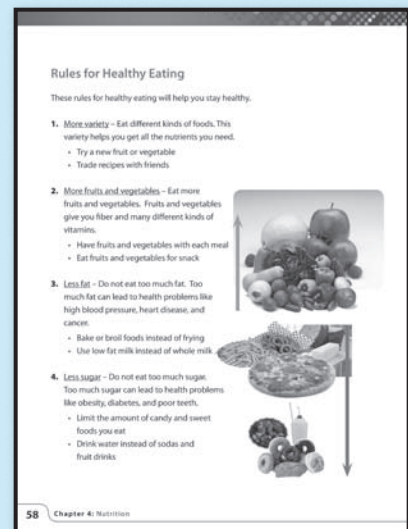 Rules for Healthy Eating
These rules for healthy eating will help you stay healthy.
1. More variety – Eat different kinds of foods. This
variety helps you get all the nutrients you need.
• Try a new fruit or vegetable
• Trade recipes with friends
2. More fruits and vegetables – Eat more
fruits and vegetables. Fruits and vegetables
give you fiber and many different kinds of
vitamins.
• Have fruits and vegetables with each meal
• Eat fruits and vegetables for snack
3. Less fat – Do not eat too much fat. Too
much fat can lead to health problems like
high blood pressure, heart disease, and
cancer.
• Bake or broil foods instead of frying
• Use low fat milk instead of whole milk
4. Less sugar – Do not eat too much sugar.
Too much sugar can lead to health problems
like obesity, diabetes, and poor teeth.
• Limit the amount of candy and sweet
foods you eat
• Drink water instead of sodas and
fruit drinks
58 Chapter 4: Nutrition